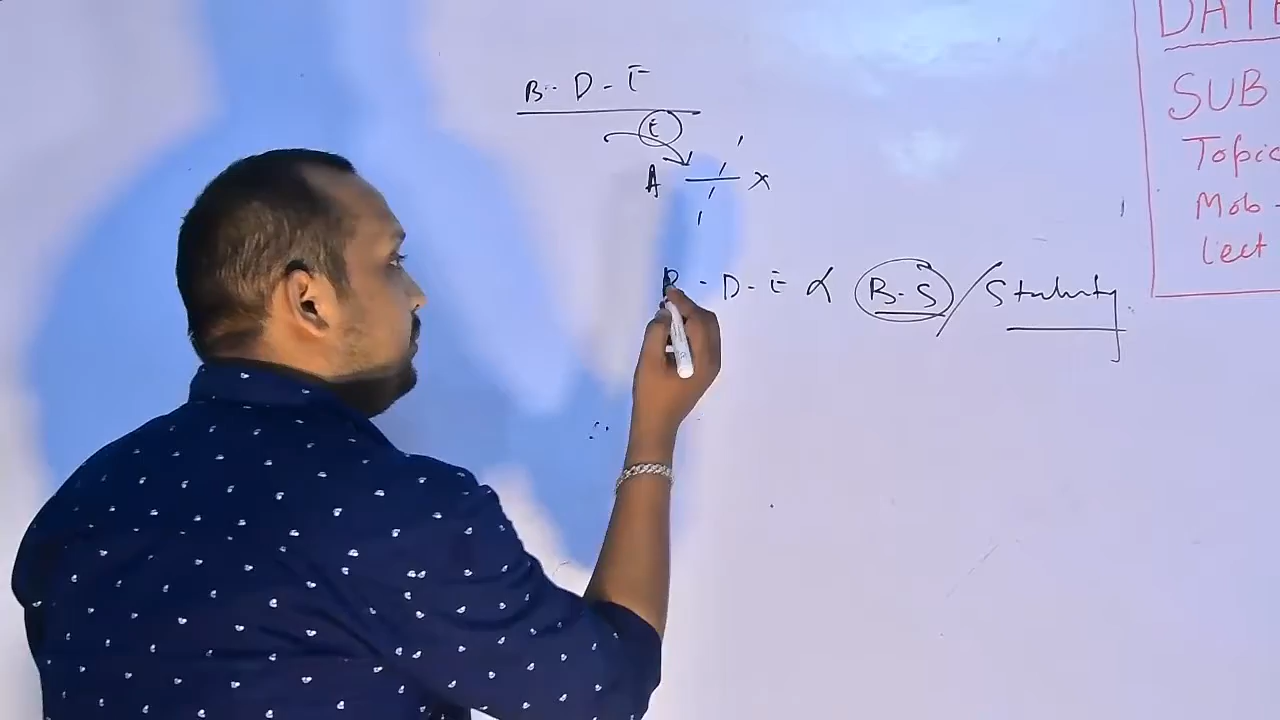 B - D - E
E
A — X
B - D - E ∝ B-S / Stability
DATE
SUB
Topic
Mob -
Lect